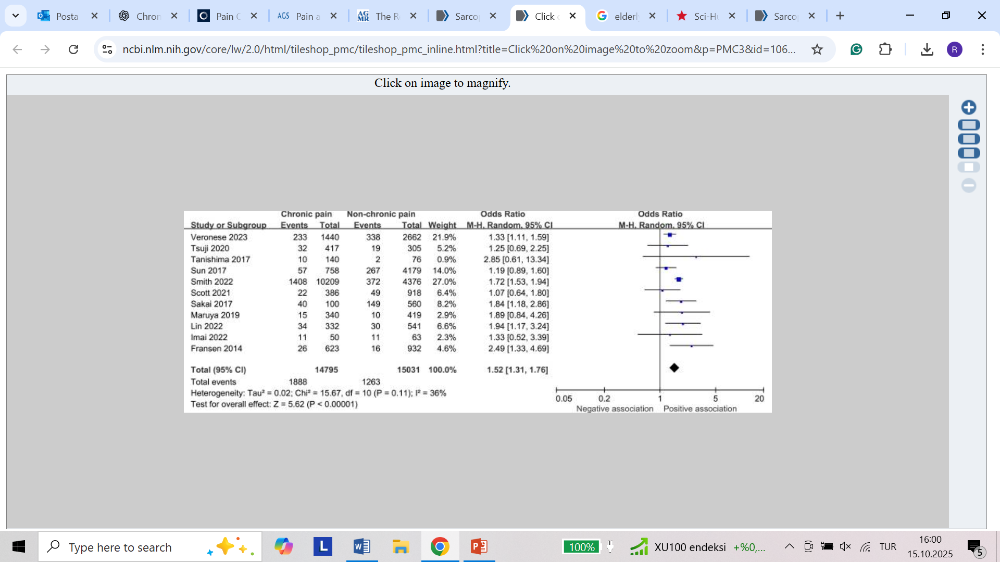 Posta
Chron
Pain C
AGS Pain a
AG MR The R
Sarco
Click
elderl
Sci-Hu
Sarco
ncbi.nlm.nih.gov/core/lw/2.0/html/tileshop_pmc/tileshop_pmc_inline.html?title=Click%20on%20image%20to%20zoom&p=PMC3&id=106...
R
Click on image to magnify.
Chronic pain Non-chronic pain Odds Ratio Odds Ratio
Study or Subgroup Events Total Events Total Weight M-H, Random, 95% CI M-H, Random, 95% CI
Veronese 2023 233 1440 338 2662 21.9% 1.33 [1.11, 1.59]
Tsuji 2020 32 417 19 305 5.2% 1.25 [0.69, 2.25]
Tanishima 2017 10 140 2 76 0.9% 2.85 [0.61, 13.34]
Sun 2017 57 758 267 4179 14.0% 1.19 [0.89, 1.60]
Smith 2022 1408 10209 372 4376 27.0% 1.72 [1.53, 1.94]
Scott 2021 22 386 49 918 6.4% 1.07 [0.64, 1.80]
Sakai 2017 40 100 149 560 8.2% 1.84 [1.18, 2.86]
Maruya 2019 15 340 10 419 2.9% 1.89 [0.84, 4.26]
Lin 2022 34 332 30 541 6.6% 1.94 [1.17, 3.24]
Imai 2022 11 50 11 63 2.3% 1.33 [0.52, 3.39]
Fransen 2014 26 623 16 932 4.6% 2.49 [1.33, 4.69]
Total (95% CI) 14795 15031 100.0% 1.52 [1.31, 1.76]
Total events 1888 1263
Heterogeneity: Tau² = 0.02; Chi² = 15.67, df = 10 (P = 0.11); I² = 36%
Test for overall effect: Z = 5.62 (P < 0.00001)
0.05 0.2 1 5 20
Negative association Positive association
Type here to search
L
100%
XU100 endeksi +%0,...
TUR
16:00
15.10.2025
5